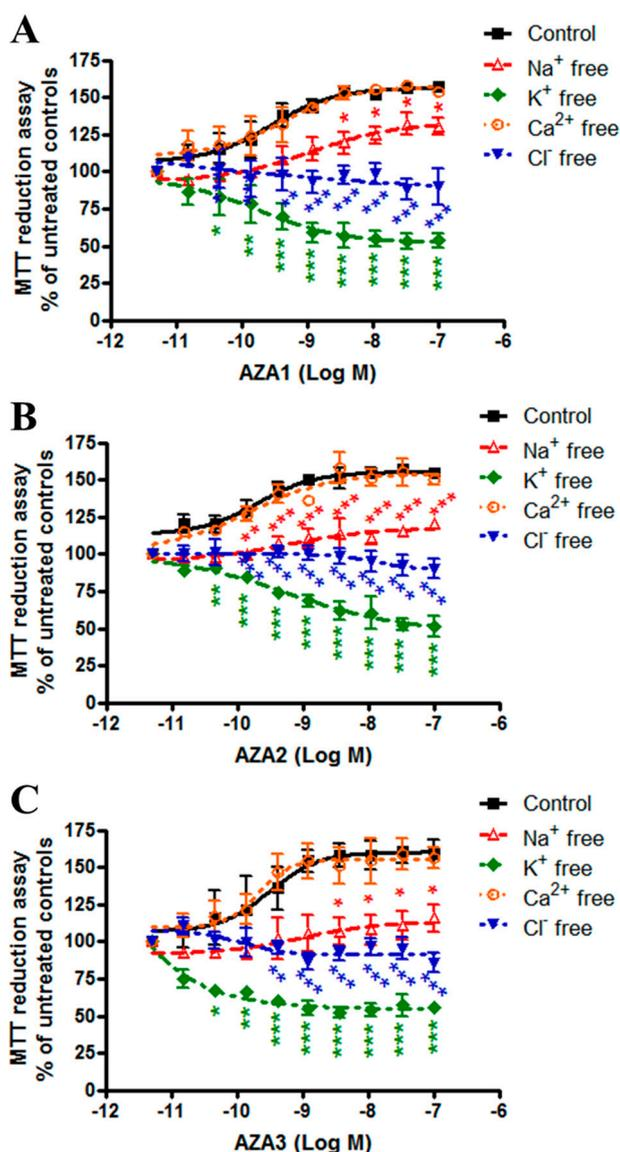 A
Control
Na+ free
K+ free
Ca2+ free
Cl- free
MTT reduction assay
% of untreated controls
175
150
125
100
75
50
25
0
-12 -11 -10 -9 -8 -7 -6
AZA1 (Log M)
B
Control
Na+ free
K+ free
Ca2+ free
Cl- free
MTT reduction assay
% of untreated controls
175
150
125
100
75
50
25
0
-12 -11 -10 -9 -8 -7 -6
AZA2 (Log M)
C
Control
Na+ free
K+ free
Ca2+ free
Cl- free
MTT reduction assay
% of untreated controls
175
150
125
100
75
50
25
0
-12 -11 -10 -9 -8 -7 -6
AZA3 (Log M)